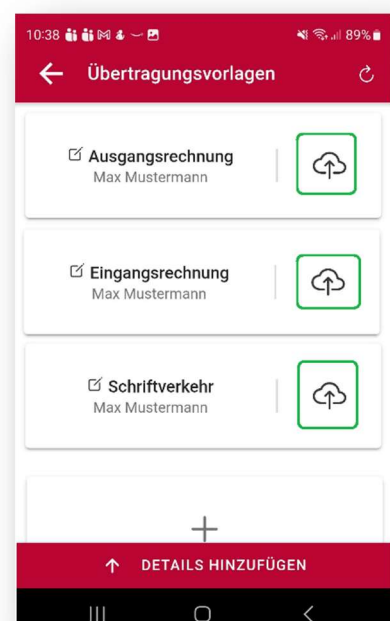 10:38 89%
Übertragungsvorlagen
Ausgangsrechnung
Max Mustermann
Eingangsrechnung
Max Mustermann
Schriftverkehr
Max Mustermann
DETAILS HINZUFÜGEN